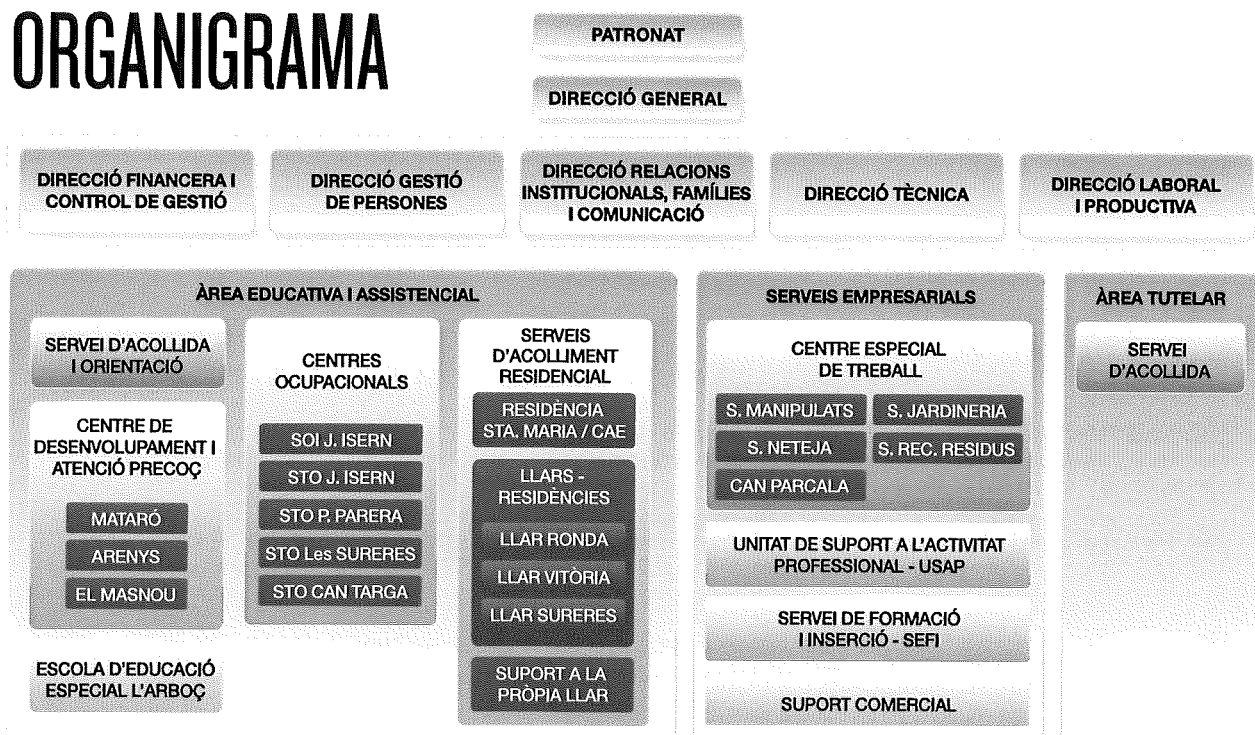 ORGANIGRAMA
PATRONAT
DIRECCIÓ GENERAL
DIRECCIÓ FINANCERA I
CONTROL DE GESTIÓ
DIRECCIÓ GESTIÓ
DE PERSONES
DIRECCIÓ RELACIONS
INSTITUCIONALS, FAMÍLIES
I COMUNICACIÓ
DIRECCIÓ TÈCNICA
DIRECCIÓ LABORAL
I PRODUCTIVA
ÀREA EDUCATIVA I ASSISTENCIAL
SERVEI D'ACOLLIDA
I ORIENTACIÓ
CENTRE DE
DESENVOLUPAMENT I
ATENCIÓ PRECOÇ
MATARÓ
ARENYS
EL MASNOU
ESCOLA D'EDUCACIÓ
ESPECIAL L'ARBOÇ
CENTRES
OCUPACIONALS
SOI J. ISERN
STO J. ISERN
STO P. PARERA
STO Les SURERES
STO CAN TARGA
SERVEIS
D'ACOLLIMENT
RESIDENCIAL
RESIDÈNCIA
STA. MARIA / CAE
LLARS -
RESIDÈNCIES
LLAR RONDA
LLAR VITÒRIA
LLAR SURERES
SUPORT A LA
PRÒPIA LLAR
SERVEIS EMPRESARIALS
CENTRE ESPECIAL
DE TREBALL
S. MANIPULATS
S. JARDINERIA
S. NETEJA
S. REC. RESIDUS
CAN PARCALA
UNITAT DE SUPORT A L'ACTIVITAT
PROFESSIONAL - USAP
SERVEI DE FORMACIÓ
I INSERCIÓ - SEFI
SUPORT COMERCIAL
ÀREA TUTELAR
SERVEI
D'ACOLLIDA